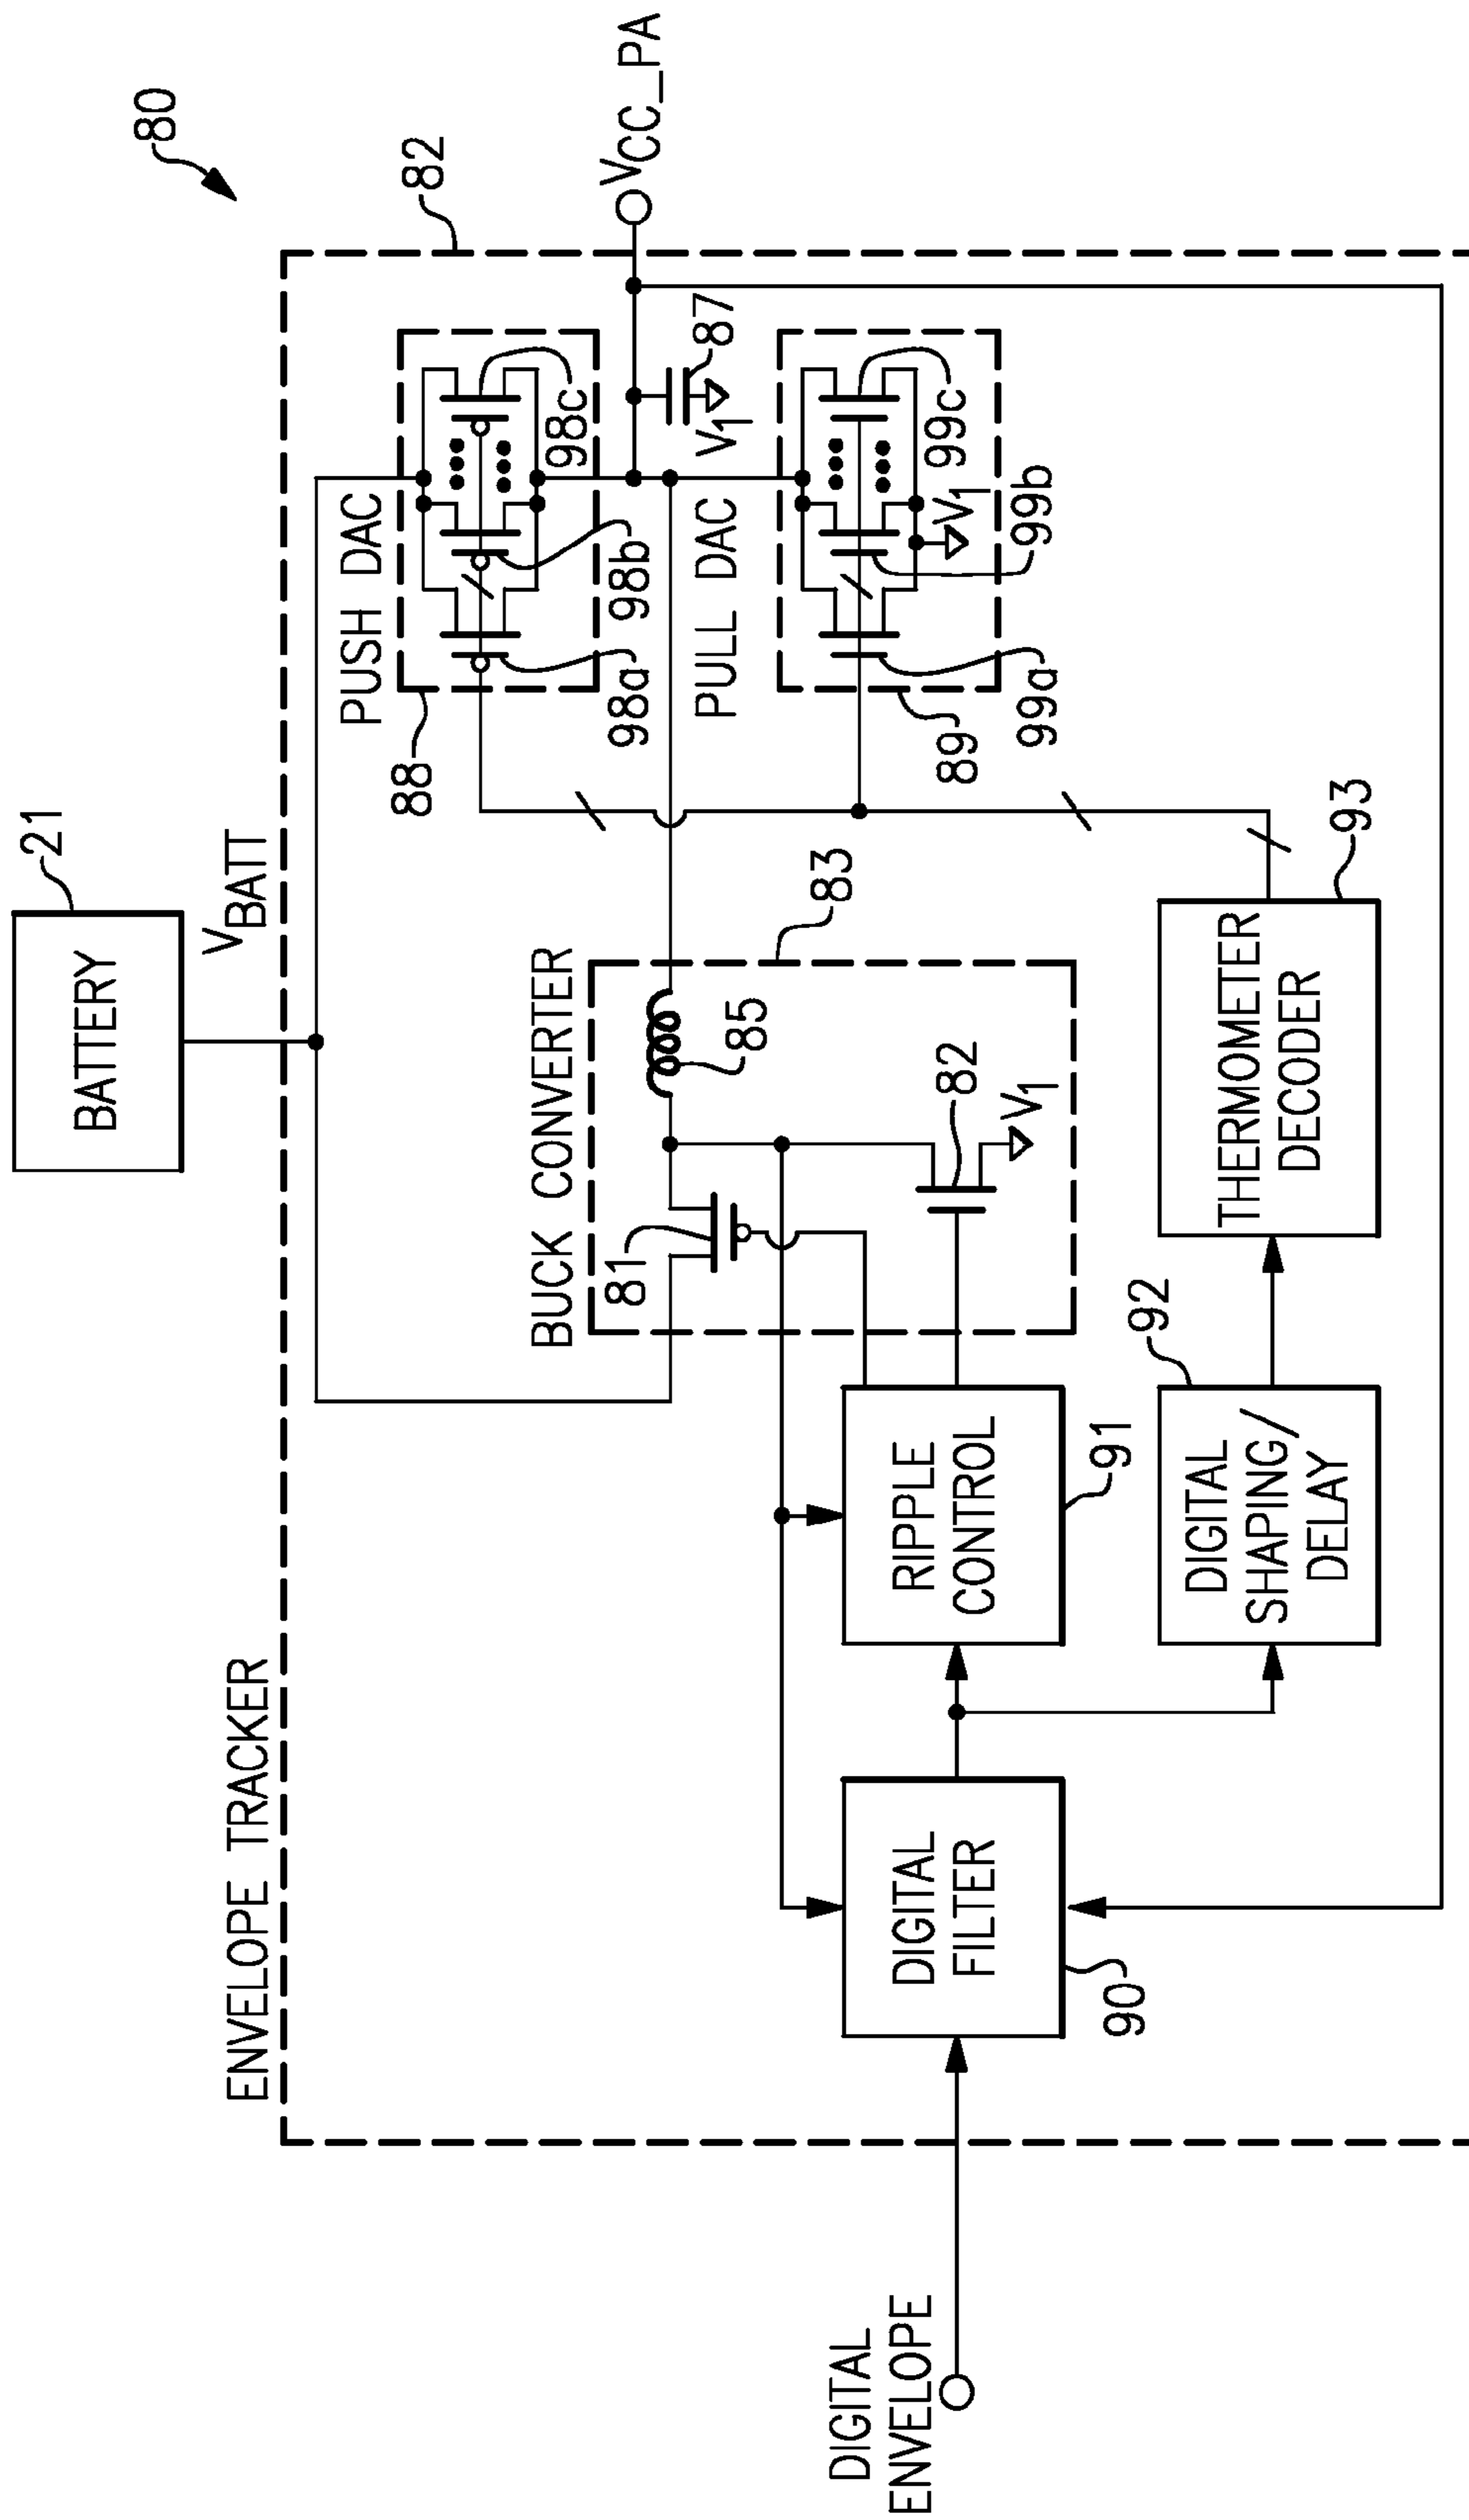 80
BATTERY
21
VBATT
ENVELOPE TRACKER
82
PUSH DAC
88
98a
98b
98c
VCC_PA
87
V1
PULL DAC
89
99a
99b
99c
V1
BUCK CONVERTER
83
81
85
82
V1
DIGITAL
ENVELOPE
DIGITAL
FILTER
90
RIPPLE
CONTROL
91
DIGITAL
SHAPING/
DELAY
92
THERMOMETER
DECODER
93